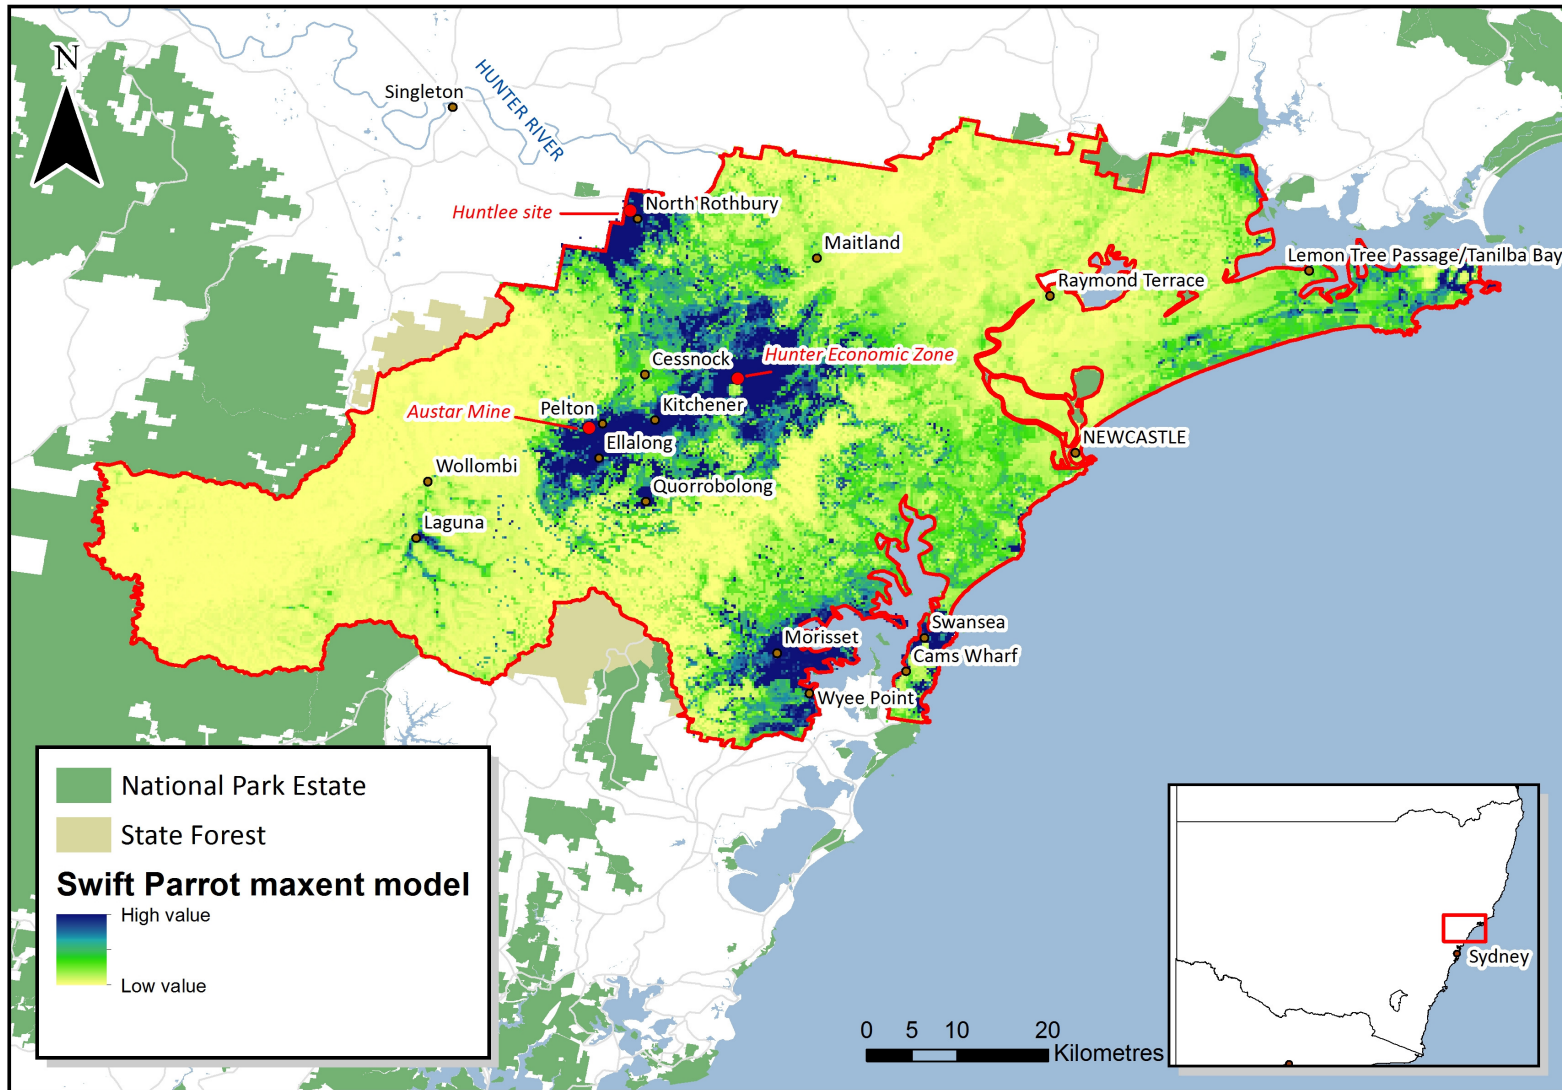 N
Singleton
HUNTER RIVER
Huntlee site
North Rothbury
Maitland
Lemon Tree Passage/Tanilba Bay
Raymond Terrace
Cessnock
Hunter Economic Zone
Austar Mine
Pelton
Kitchener
Ellalong
NEWCASTLE
Wollombi
Quorrobolong
Laguna
Swansea
Morisset
Cams Wharf
Wyee Point
National Park Estate
State Forest
Swift Parrot maxent model
High value
Low value
0 5 10 20
Kilometres
Sydney